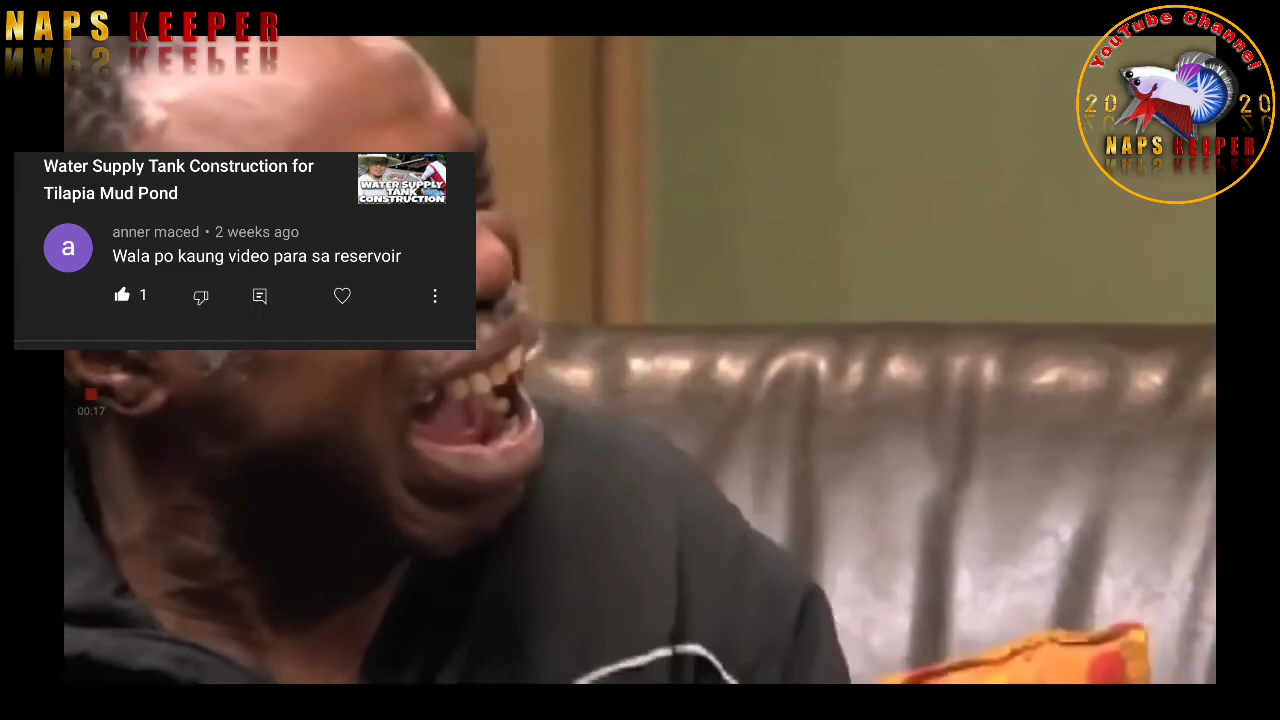 NAPS KEEPER
YouTube Channel
20 20
NAPS KEEPER
Water Supply Tank Construction for
Tilapia Mud Pond
WATER SUPPLY
TANK
CONSTRUCTION
a
anner maced • 2 weeks ago
Wala po kaung video para sa reservoir
1
00:17